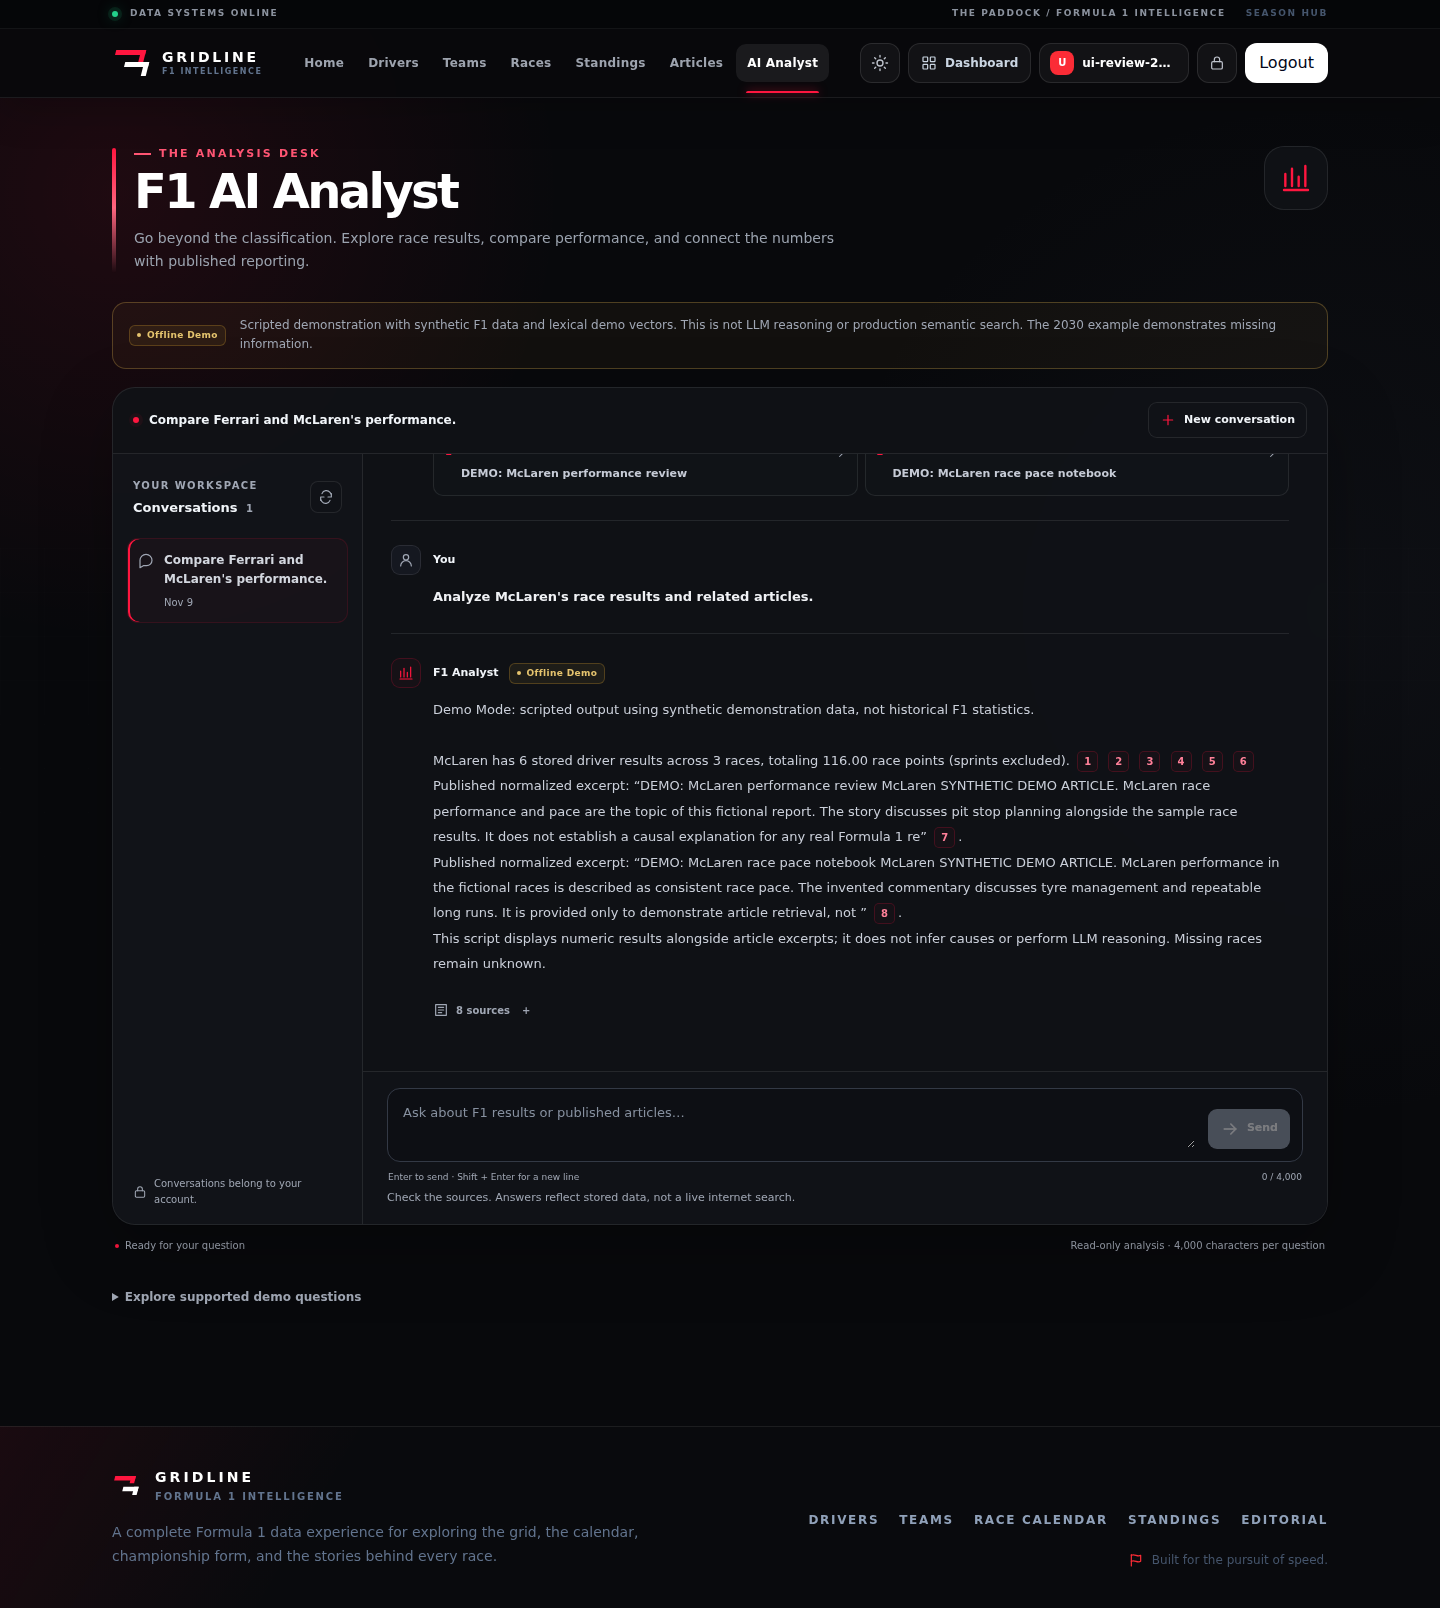 DATA SYSTEMS ONLINE
THE PADDOCK / FORMULA 1 INTELLIGENCE SEASON HUB
GRIDLINE
F1 INTELLIGENCE
Home Drivers Teams Races Standings Articles AI Analyst
Dashboard
U ui-review-2...
Logout
THE ANALYSIS DESK
F1 AI Analyst
Go beyond the classification. Explore race results, compare performance, and connect the numbers
with published reporting.
Offline Demo
Scripted demonstration with synthetic F1 data and lexical demo vectors. This is not LLM reasoning or production semantic search. The 2030 example demonstrates missing
information.
Compare Ferrari and McLaren's performance.
New conversation
YOUR WORKSPACE
Conversations 1
Compare Ferrari and
McLaren's performance.
Nov 9
Conversations belong to your
account.
DEMO: McLaren performance review
DEMO: McLaren race pace notebook
You
Analyze McLaren's race results and related articles.
F1 Analyst Offline Demo
Demo Mode: scripted output using synthetic demonstration data, not historical F1 statistics.
McLaren has 6 stored driver results across 3 races, totaling 116.00 race points (sprints excluded). 1 2 3 4 5 6
Published normalized excerpt: “DEMO: McLaren performance review McLaren SYNTHETIC DEMO ARTICLE. McLaren race
performance and pace are the topic of this fictional report. The story discusses pit stop planning alongside the sample race
results. It does not establish a causal explanation for any real Formula 1 re” 7 .
Published normalized excerpt: “DEMO: McLaren race pace notebook McLaren SYNTHETIC DEMO ARTICLE. McLaren performance in
the fictional races is described as consistent race pace. The invented commentary discusses tyre management and repeatable
long runs. It is provided only to demonstrate article retrieval, not ” 8 .
This script displays numeric results alongside article excerpts; it does not infer causes or perform LLM reasoning. Missing races
remain unknown.
8 sources +
Ask about F1 results or published articles…
Send
Enter to send · Shift + Enter for a new line
0 / 4,000
Check the sources. Answers reflect stored data, not a live internet search.
Ready for your question
Read-only analysis · 4,000 characters per question
Explore supported demo questions
GRIDLINE
FORMULA 1 INTELLIGENCE
A complete Formula 1 data experience for exploring the grid, the calendar,
championship form, and the stories behind every race.
DRIVERS TEAMS RACE CALENDAR STANDINGS EDITORIAL
Built for the pursuit of speed.